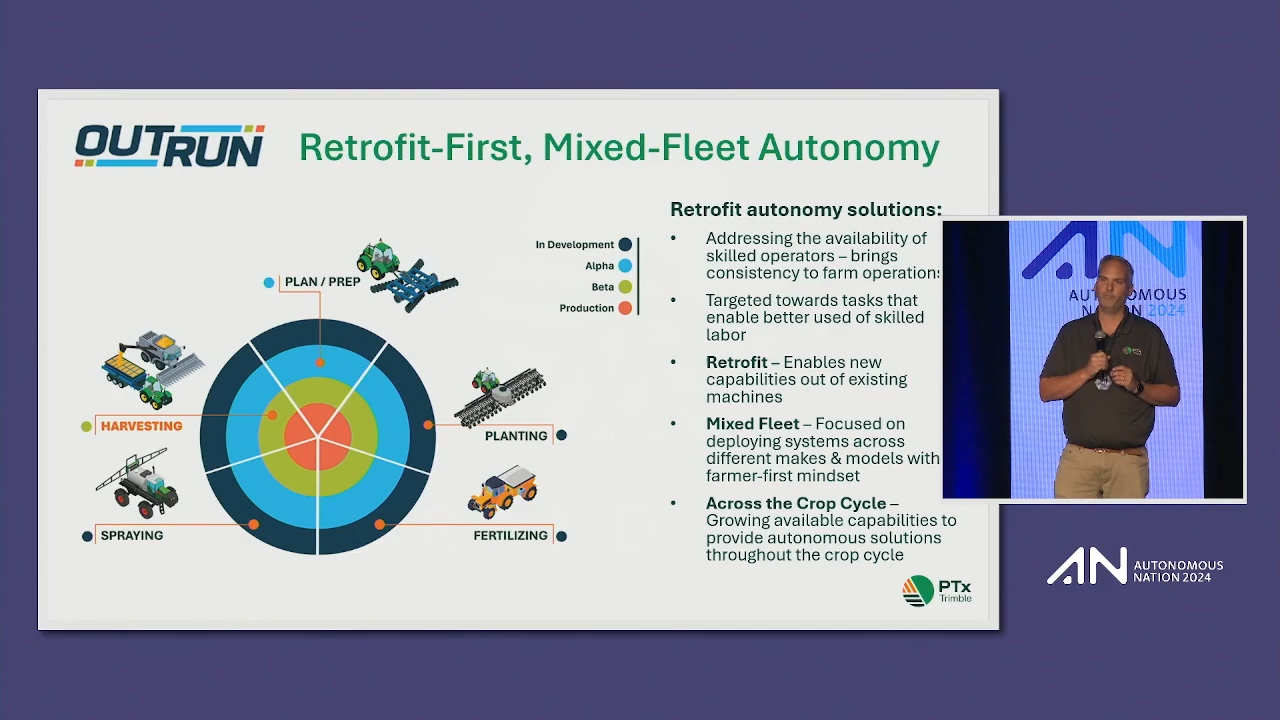 OUTRUN
Retrofit-First, Mixed-Fleet Autonomy
In Development
Alpha
Beta
Production
PLAN / PREP
HARVESTING
PLANTING
SPRAYING
FERTILIZING
Retrofit autonomy solutions:
• Addressing the availability of
skilled operators – brings
consistency to farm operations
• Targeted towards tasks that
enable better used of skilled
labor
• Retrofit – Enables new
capabilities out of existing
machines
• Mixed Fleet – Focused on
deploying systems across
different makes & models with
farmer-first mindset
• Across the Crop Cycle –
Growing available capabilities to
provide autonomous solutions
throughout the crop cycle
PTx
Trimble
AN
AUTONOMOUS
NATION 2024
PTx
AN
AUTONOMOUS
NATION 2024